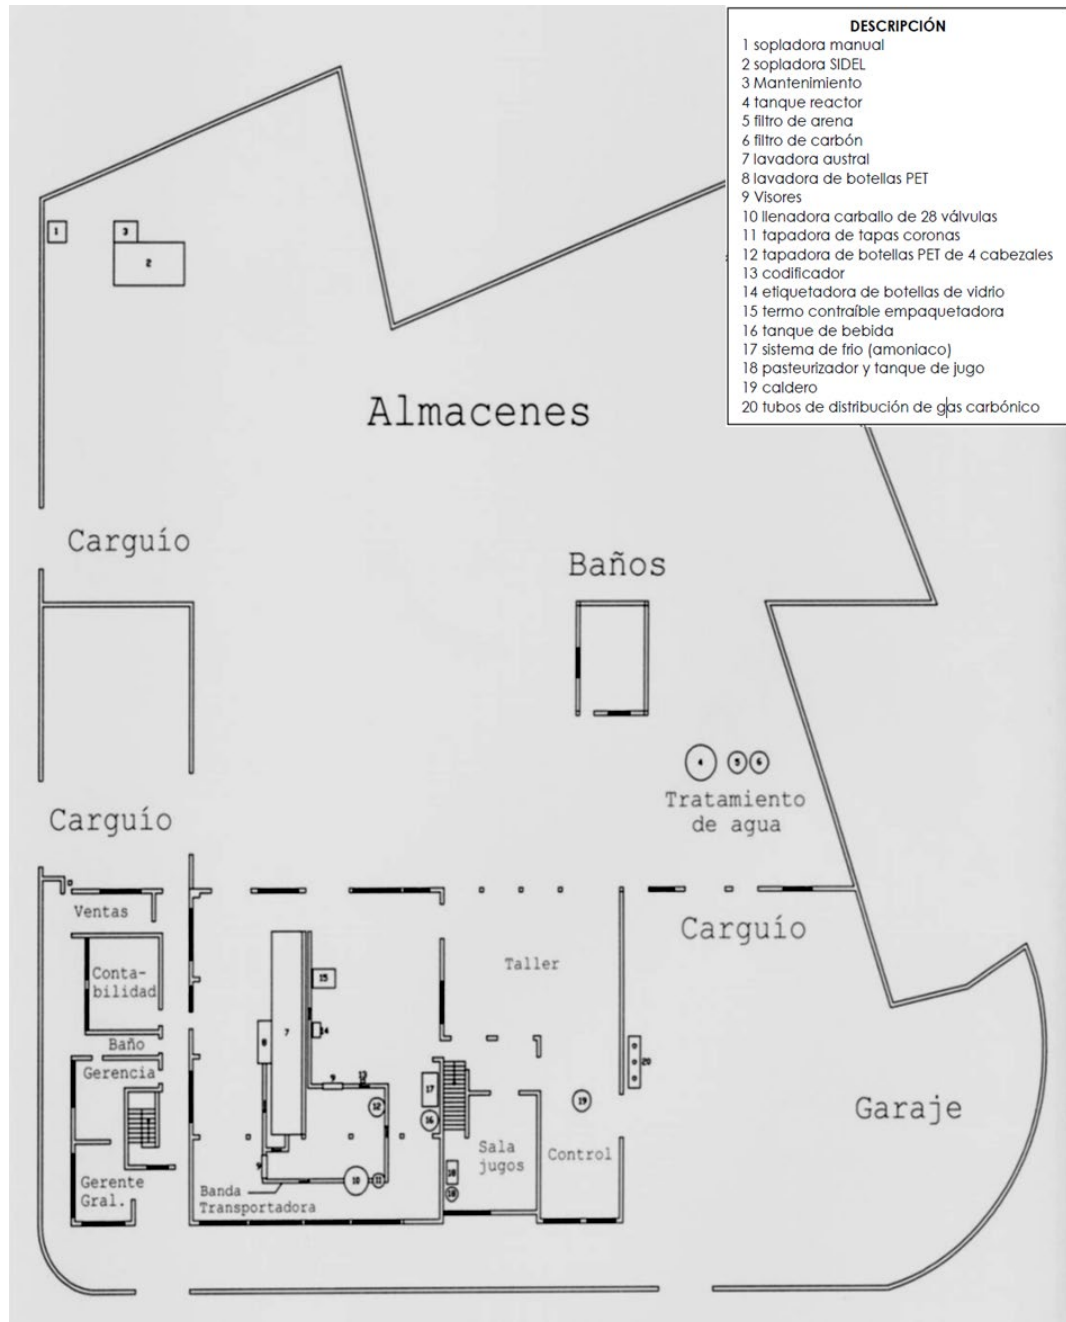 DESCRIPCIÓN
1 sopladora manual
2 sopladora SIDEL
3 Mantenimiento
4 tanque reactor
5 filtro de arena
6 filtro de carbón
7 lavadora austral
8 lavadora de botellas PET
9 Visores
10 llenadora carballo de 28 válvulas
11 tapadora de tapas coronas
12 tapadora de botellas PET de 4 cabezales
13 codificador
14 etiquetadora de botellas de vidrio
15 termo contraíble empaquetadora
16 tanque de bebida
17 sistema de frio (amoniaco)
18 pasteurizador y tanque de jugo
19 caldero
20 tubos de distribución de gas carbónico
1
3
2
Almacenes
Carguío
Baños
4
5
6
Tratamiento
de agua
Carguío
Ventas
Carguío
Conta-
bilidad
Taller
15
14
7
8
Baño
Gerencia
9
13
12
17
16
20
19
Garaje
Sala
jugos
Control
9
10
11
18
18
Gerente
Gral.
Banda
Transportadora